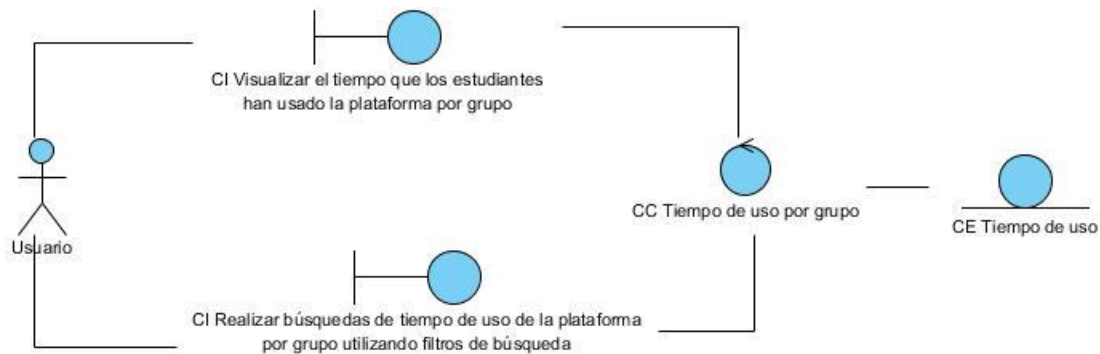 CI Visualizar el tiempo que los estudiantes
han usado la plataforma por grupo
Usuario
CC Tiempo de uso por grupo
CE Tiempo de uso
CI Realizar búsquedas de tiempo de uso de la plataforma
por grupo utilizando filtros de búsqueda